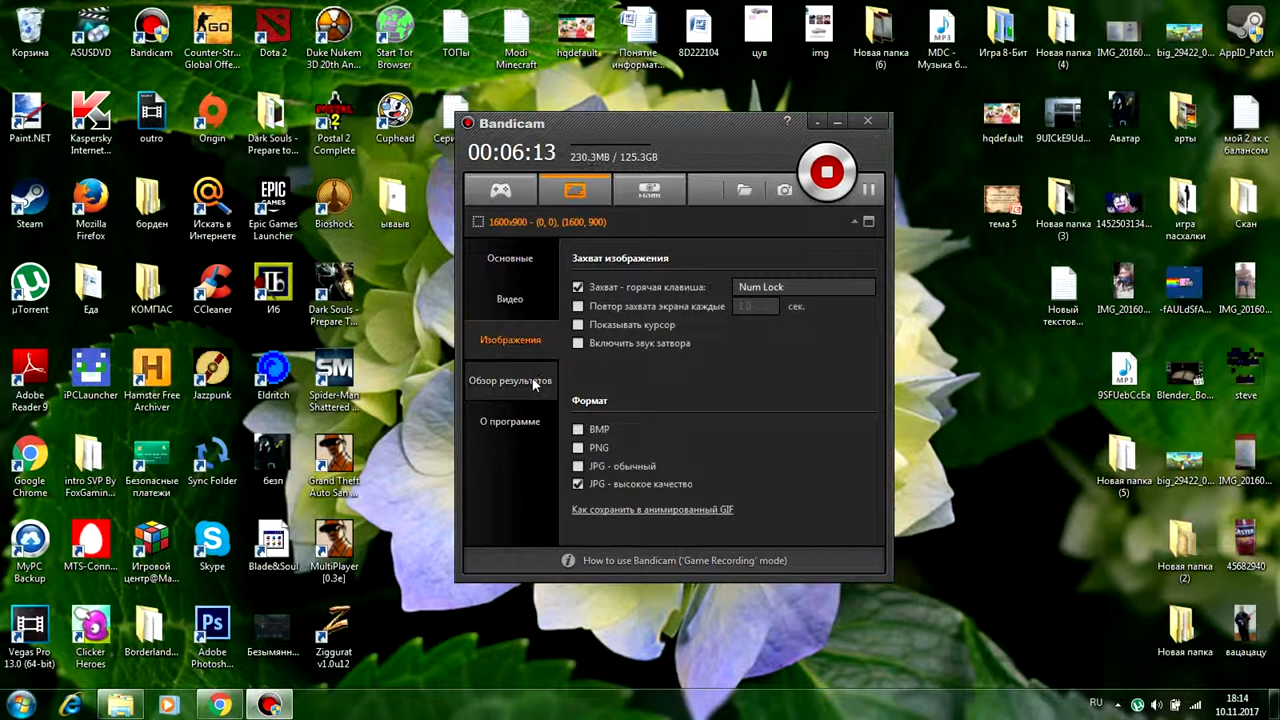 Корзина
ASUSDVD
Bandicam
Counter-Stri...
Global Offe...
Dota 2
Duke Nukem
3D 20th An...
Start Tor
Browser
ТОПы
Modi
Minecraft
hqdefault
Понятие
информат...
8D222104
цув
img
Новая папка
(6)
MDC -
Музыка 6...
Игра 8-Бит
Новая папка
(4)
IMG_20160...
big_29422_0...
AppID_Patch
Paint.NET
Kaspersky
Internet...
outro
Origin
Dark Souls -
Prepare to...
Postal 2
Complete
Cuphead
hqdefault
9UICkE9Ud...
Аватар
арты
мой 2 ак.с
балансом
Steam
Mozilla
Firefox
борден
Искать в
Интернете
Epic Games
Launcher
Bioshock
ываыв
тема 5
Новая папка
(3)
1452503134...
игра
пасхалки
Скан
µTorrent
Еда
КОМПАС
CCleaner
Иб
Dark Souls -
Prepare T...
Новый
текстов...
IMG_20160...
-fAULdSfA...
IMG_20160...
Adobe
Reader 9
iPCLauncher
Hamster Free
Archiver
Jazzpunk
Eldritch
Spider-Man
Shattered ...
9SFUebCcEa
Blender-_Bo...
steve
Google
Chrome
intro SVP By
FoxGamin...
Безопасные
платежи
Sync Folder
безп
Grand Theft
Auto San ...
Новая папка
(5)
big_29422_0...
IMG_20160...
MyPC
Backup
MTS-Conn...
Игровой
центр@Ма...
Skype
Blade&Soul
MultiPlayer
[0.3e]
Новая папка
(2)
45682940
Vegas Pro
13.0 (64-bit)
Clicker
Heroes
Borderland...
Adobe
Photosh...
Безымянн...
Ziggurat
v1.0u12
Новая папка
вацацацу
Bandicam
00:06:13
230.3MB / 125.3GB
HDMI
1600x900 - (0, 0), (1600, 900)
Основные
Видео
Изображения
Обзор результатов
О программе
Захват изображения
Захват - горячая клавиша:
Num Lock
Повтор захвата экрана каждые
1.0
сек.
Показывать курсор
Включить звук затвора
Формат
BMP
PNG
JPG - обычный
JPG - высокое качество
Как сохранить в анимированный GIF
How to use Bandicam ('Game Recording' mode)
RU
18:14
10.11.2017